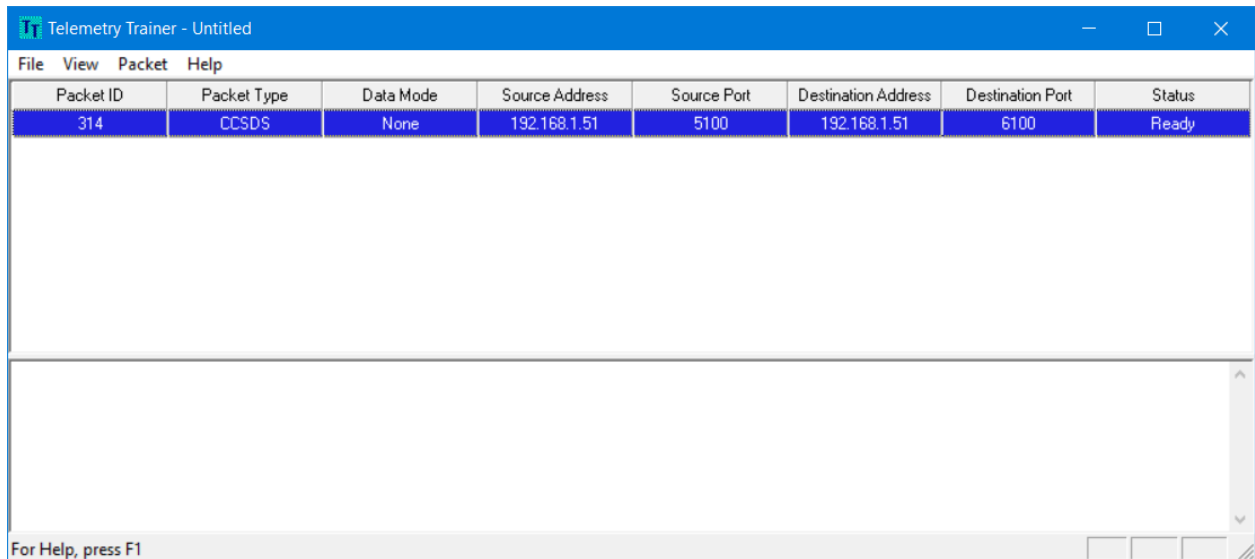 TT Telemetry Trainer - Untitled
File View Packet Help
Packet ID Packet Type Data Mode Source Address Source Port Destination Address Destination Port Status
314 CCSDS None 192.168.1.51 5100 192.168.1.51 6100 Ready
For Help, press F1